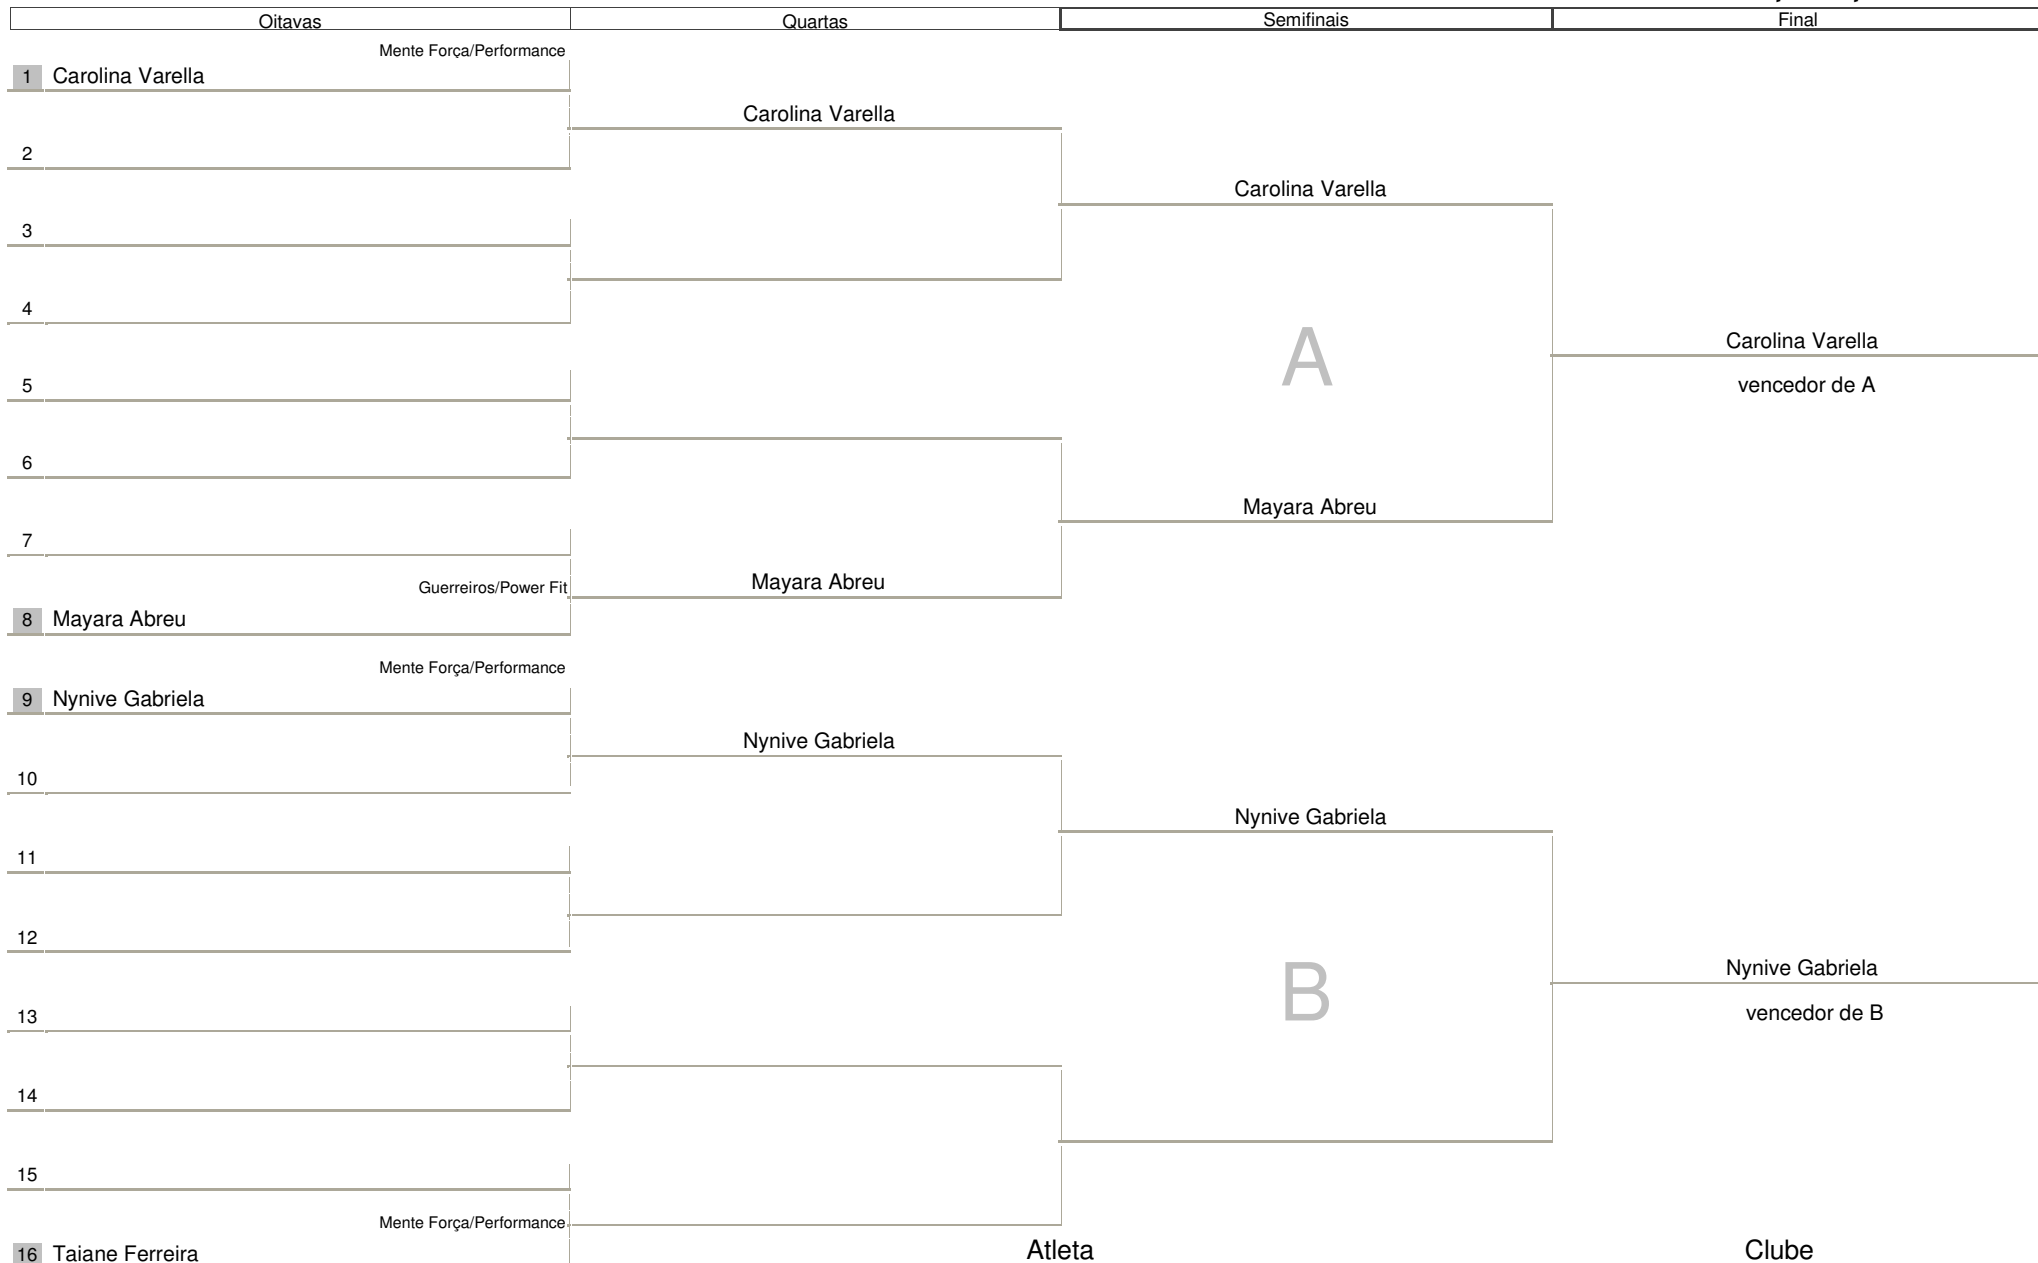 Oitavas Quartas Semifinais Final
Mente Força/Performance
1 Carolina Varella
Carolina Varella
2
Carolina Varella
3
4
Carolina Varella
A
5
vencedor de A
6
Mayara Abreu
7
Guerreiros/Power Fit
Mayara Abreu
8 Mayara Abreu
Mente Força/Performance
9 Nynive Gabriela
Nynive Gabriela
10
Nynive Gabriela
11
12
Nynive Gabriela
B
13
vencedor de B
14
15
Mente Força/Performance
16 Taiane Ferreira
Atleta Clube